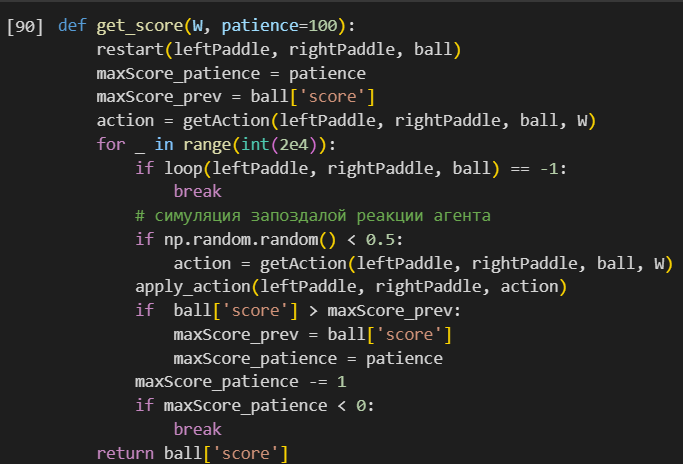 [90] def get_score(W, patience=100):
    restart(leftPaddle, rightPaddle, ball)
    maxScore_patience = patience
    maxScore_prev = ball['score']
    action = getAction(leftPaddle, rightPaddle, ball, W)
    for _ in range(int(2e4)):
        if loop(leftPaddle, rightPaddle, ball) == -1:
            break
        # симуляция запоздалой реакции агента
        if np.random.random() < 0.5:
            action = getAction(leftPaddle, rightPaddle, ball, W)
        apply_action(leftPaddle, rightPaddle, action)
        if  ball['score'] > maxScore_prev:
            maxScore_prev = ball['score']
            maxScore_patience = patience
        maxScore_patience -= 1
        if maxScore_patience < 0:
            break
    return ball['score']